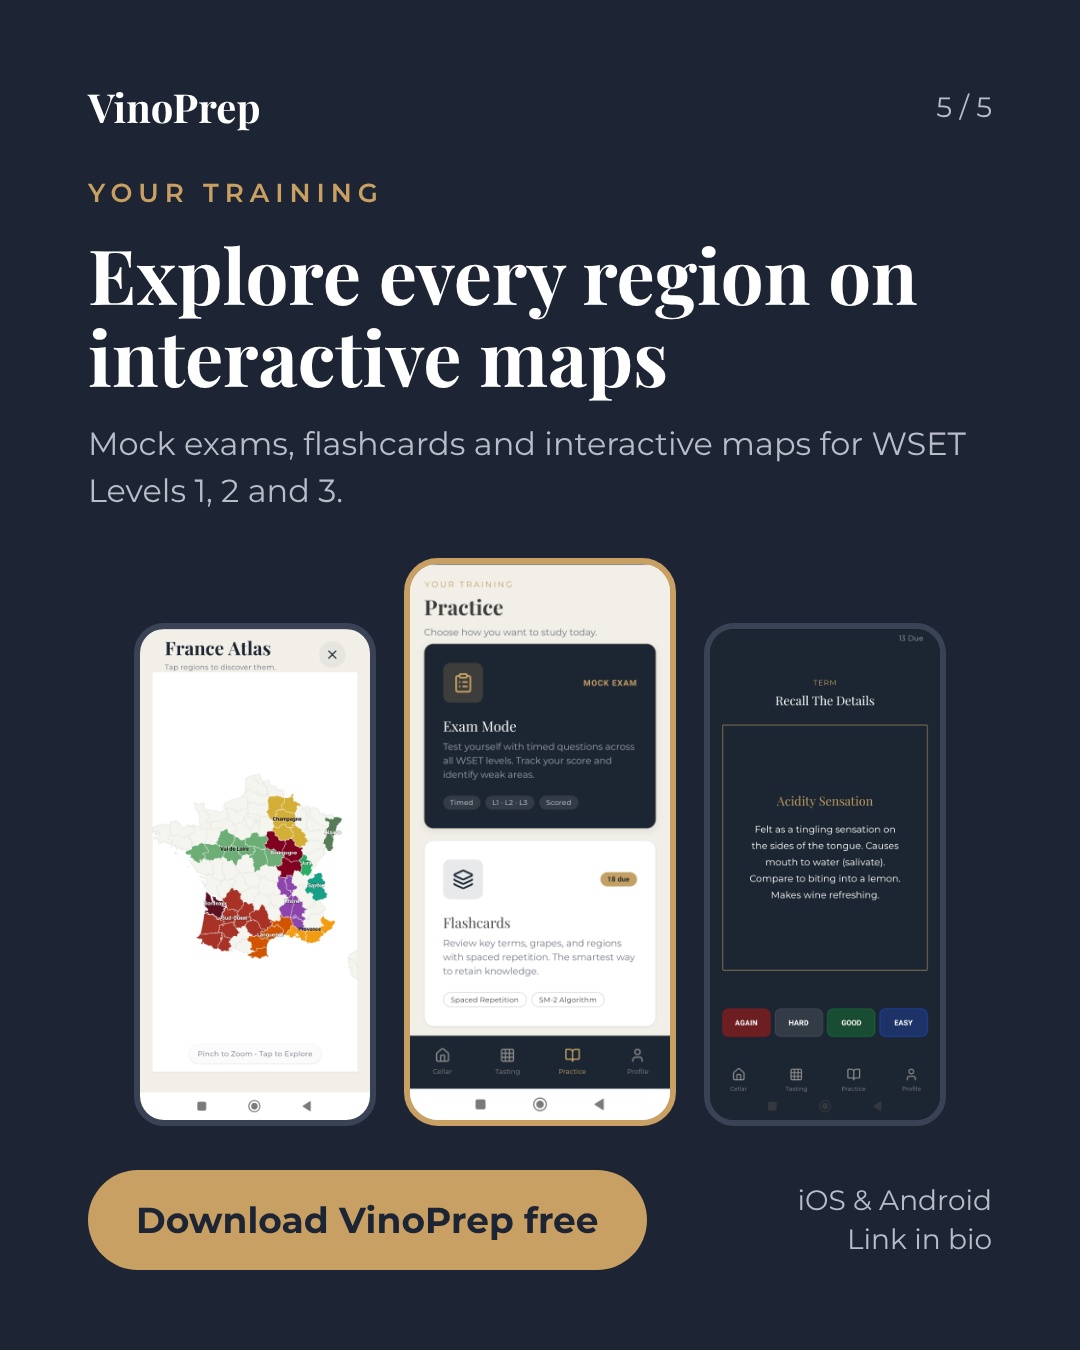 VinoPrep
5 / 5
YOUR TRAINING
Explore every region on
interactive maps
Mock exams, flashcards and interactive maps for WSET
Levels 1, 2 and 3.
France Atlas
Tap regions to discover them.
Champagne
Val de Loire
Bourgogne
Savoie
Rhône
Bordeaux
Sud-Ouest
Languedoc
Provence
Pinch to Zoom • Tap to Explore
YOUR TRAINING
Practice
Choose how you want to study today.
MOCK EXAM
Exam Mode
Test yourself with timed questions across
all WSET levels. Track your score and
identify weak areas.
Timed
L1 · L2 · L3
Scored
18 due
Flashcards
Review key terms, grapes, and regions
with spaced repetition. The smartest way
to retain knowledge.
Spaced Repetition
SM-2 Algorithm
Cellar
Tasting
Practice
Profile
13 Due
TERM
Recall The Details
Acidity Sensation
Felt as a tingling sensation on
the sides of the tongue. Causes
mouth to water (salivate).
Compare to biting into a lemon.
Makes wine refreshing.
AGAIN
HARD
GOOD
EASY
Cellar
Tasting
Practice
Profile
Download VinoPrep free
iOS & Android
Link in bio